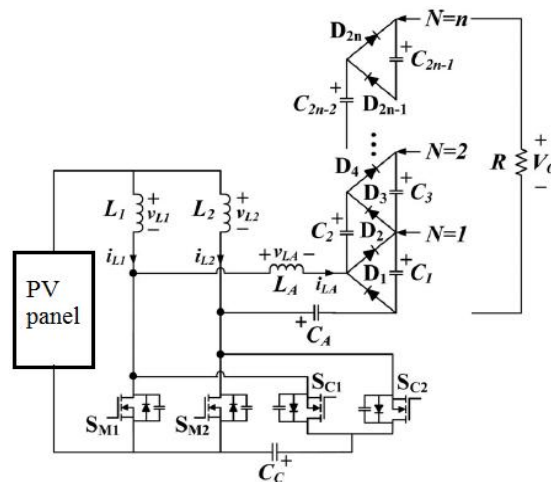 D2n
N=n
+
C2n-1
C2n-2
+
D2n-1
D4
N=2
R
+
Vo
−
D3
+
C3
L1
+
vL1
−
L2
+
vL2
−
C2
+
D2
N=1
iL1
iL2
+ vLA −
LA
iLA
D1
+
C1
PV
panel
+
CA
SM1
SM2
SC1
SC2
CC
+